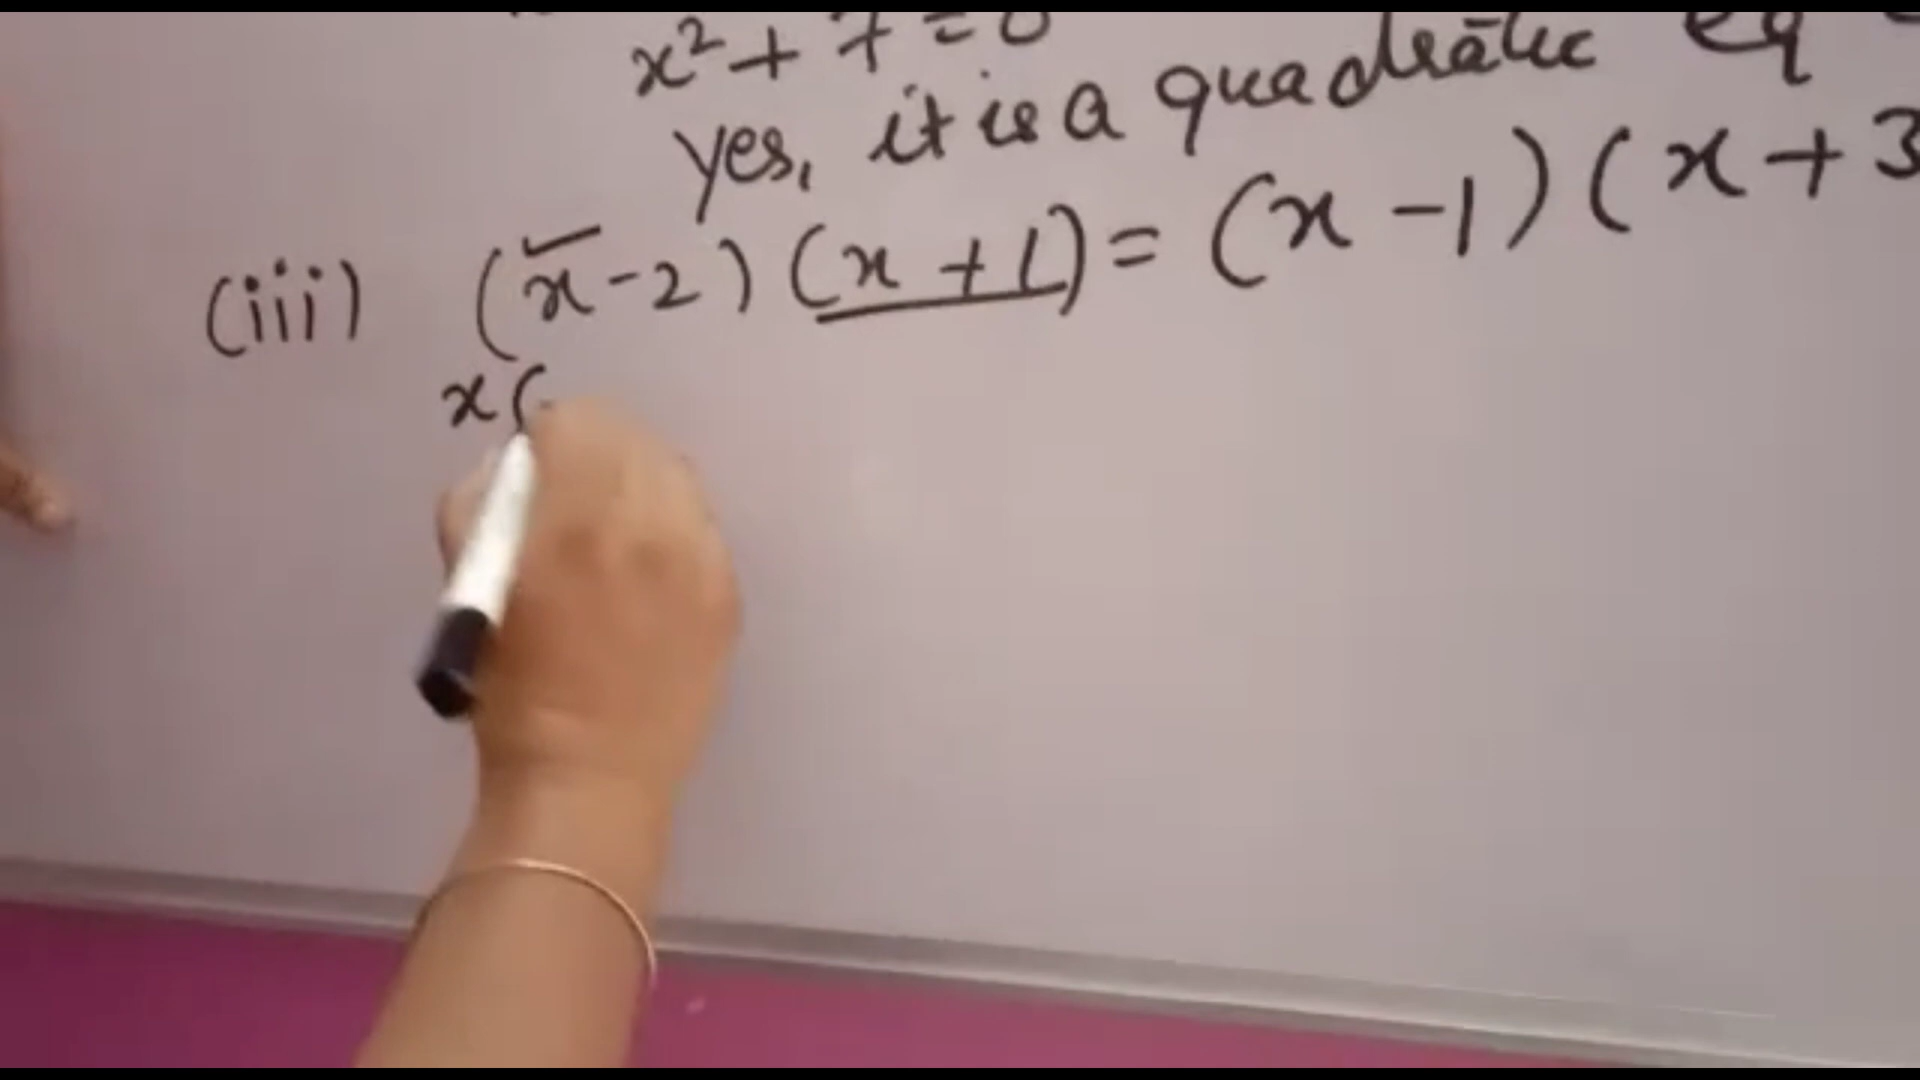 x² + 7 = 0
yes, it is a quadratic eq
(iii) (x - 2) (x + 1) = (x - 1) (x + 3
x (